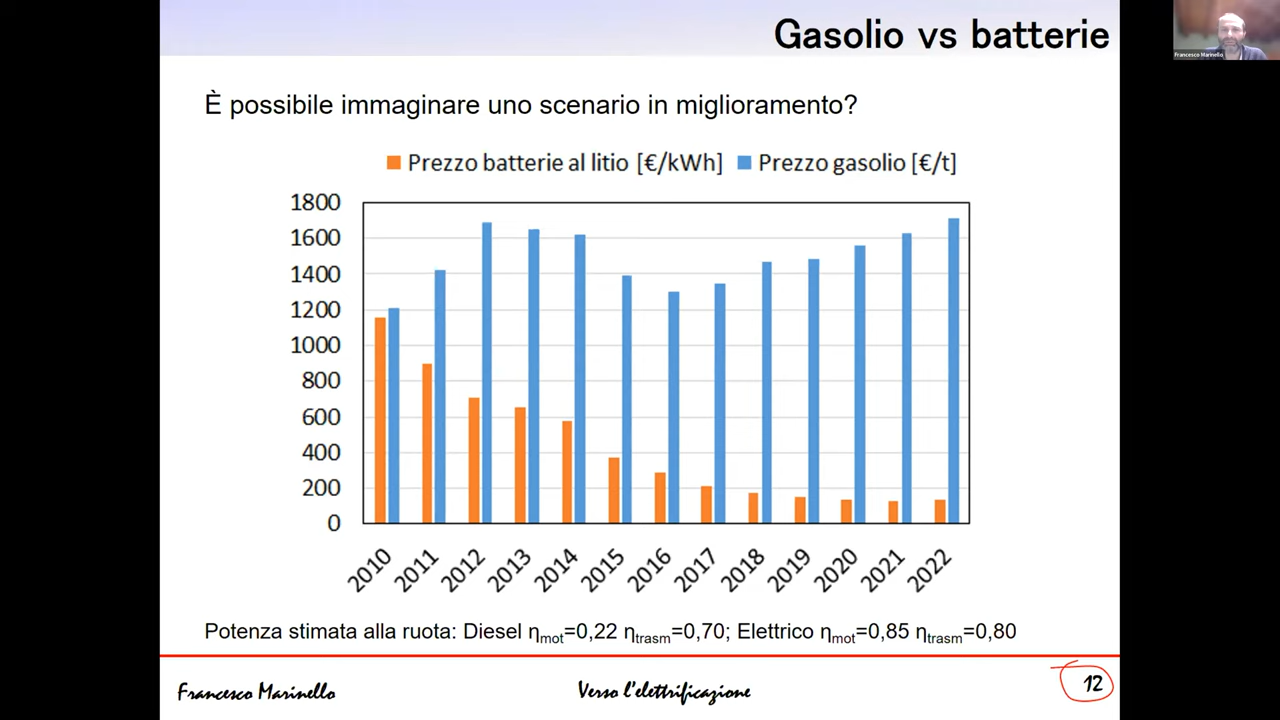 Gasolio vs batterie
Francesco Marinello
È possibile immaginare uno scenario in miglioramento?
Prezzo batterie al litio [€/kWh] Prezzo gasolio [€/t]
1800
1600
1400
1200
1000
800
600
400
200
0
2010 2011 2012 2013 2014 2015 2016 2017 2018 2019 2020 2021 2022
Potenza stimata alla ruota: Diesel ηmot=0,22 ηtrasm=0,70; Elettrico ηmot=0,85 ηtrasm=0,80
Francesco Marinello Verso l'elettrificazione 12